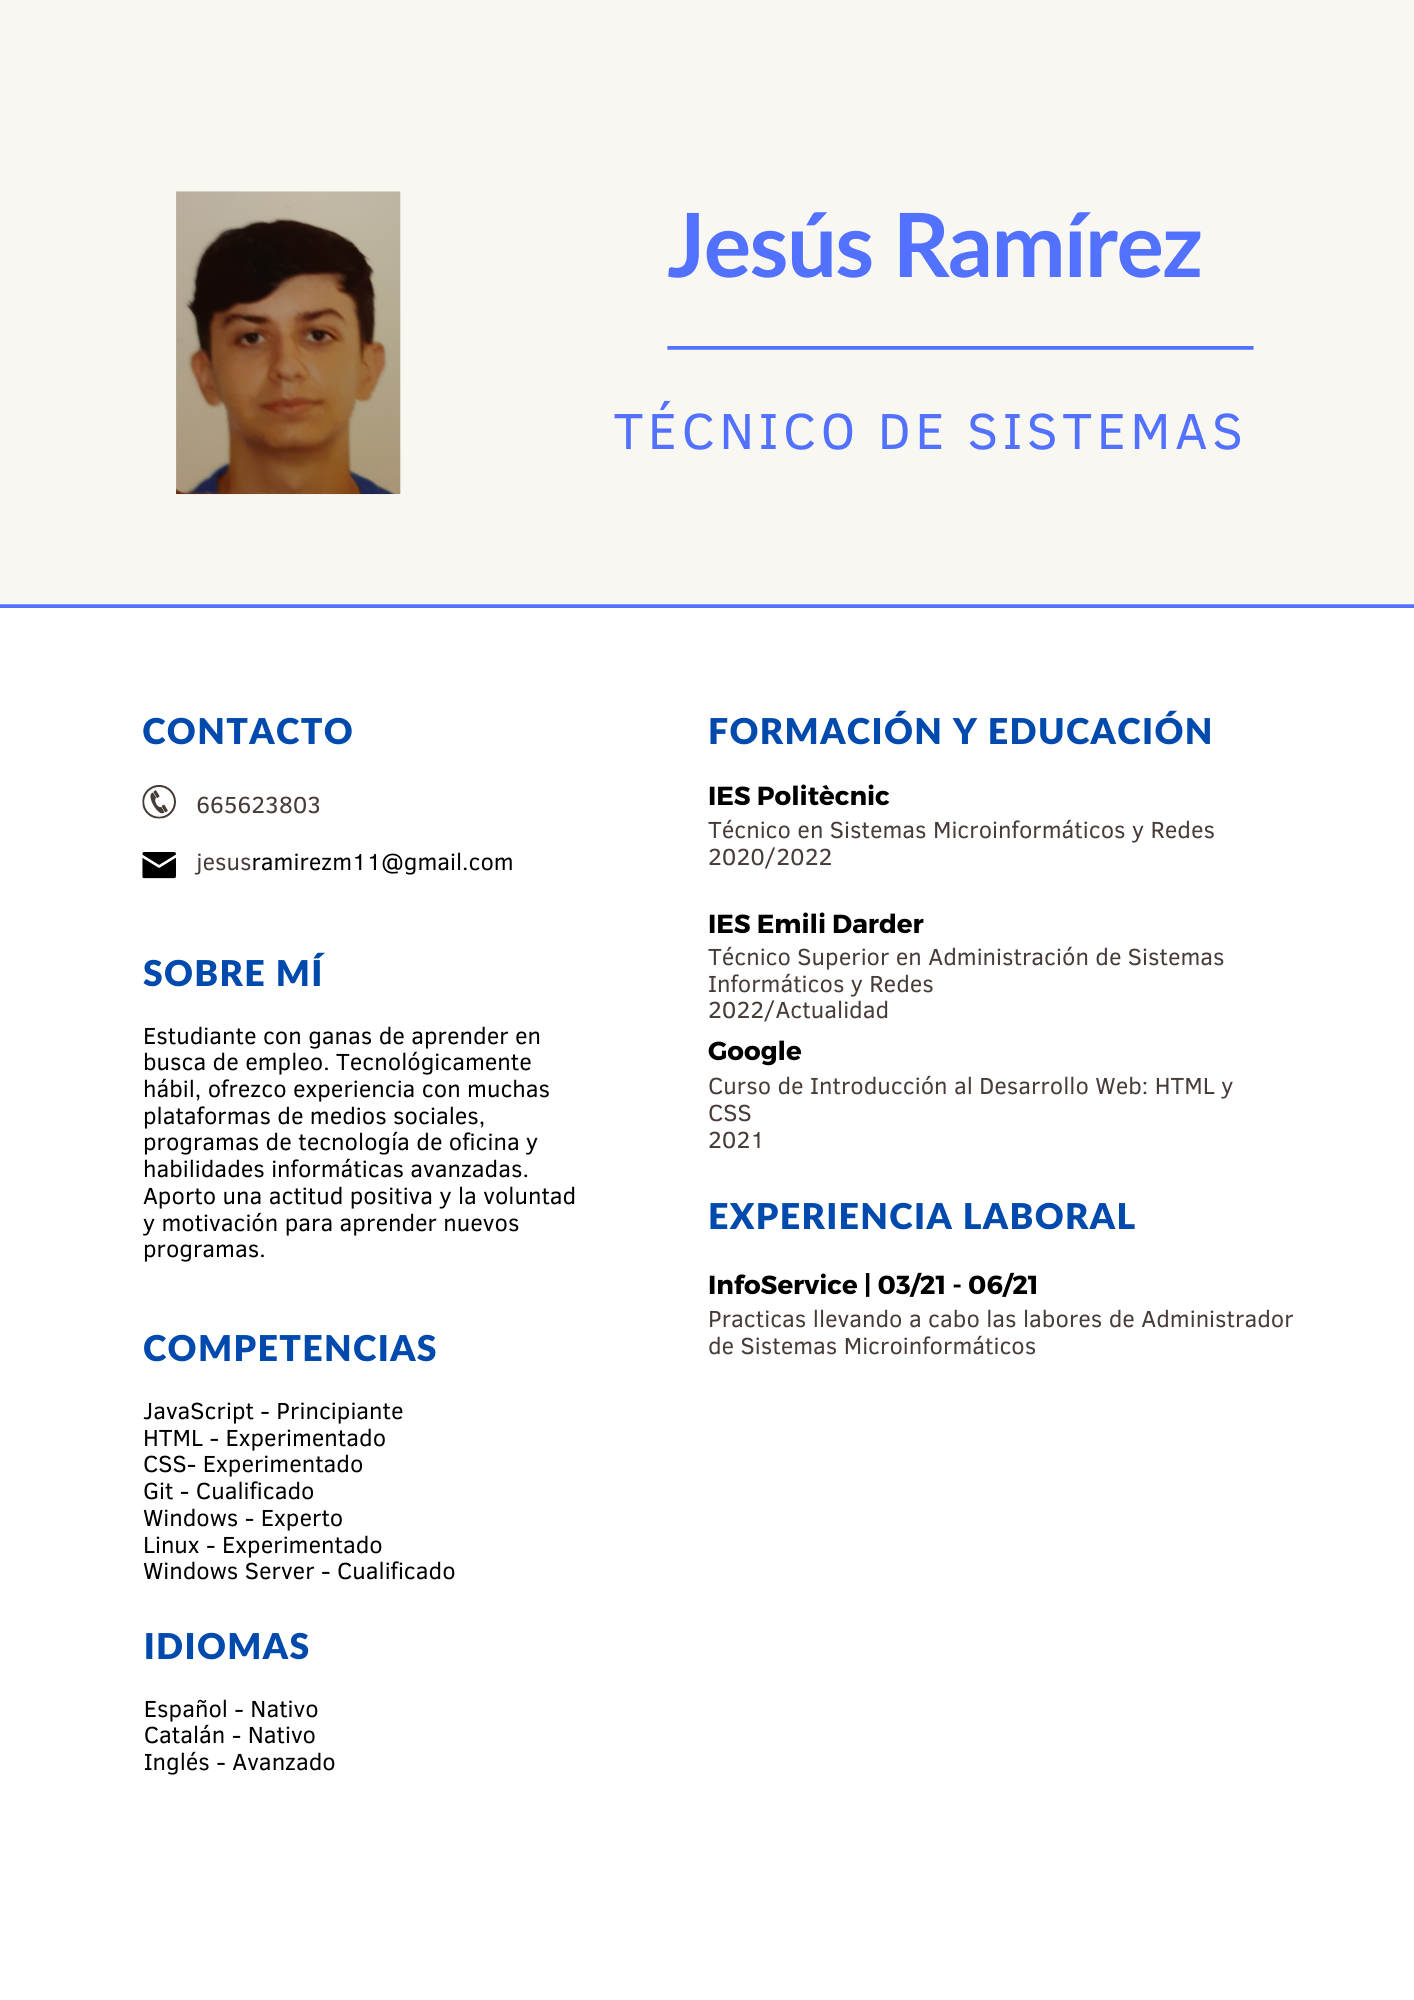 Jesús Ramírez
TÉCNICO DE SISTEMAS
CONTACTO
665623803
jesusramirezm11@gmail.com
SOBRE MÍ
Estudiante con ganas de aprender en
busca de empleo. Tecnológicamente
hábil, ofrezco experiencia con muchas
plataformas de medios sociales,
programas de tecnología de oficina y
habilidades informáticas avanzadas.
Aporto una actitud positiva y la voluntad
y motivación para aprender nuevos
programas.
COMPETENCIAS
JavaScript - Principiante
HTML - Experimentado
CSS- Experimentado
Git - Cualificado
Windows - Experto
Linux - Experimentado
Windows Server - Cualificado
IDIOMAS
Español - Nativo
Catalán - Nativo
Inglés - Avanzado
FORMACIÓN Y EDUCACIÓN
IES Politècnic
Técnico en Sistemas Microinformáticos y Redes
2020/2022
IES Emili Darder
Técnico Superior en Administración de Sistemas
Informáticos y Redes
2022/Actualidad
Google
Curso de Introducción al Desarrollo Web: HTML y
CSS
2021
EXPERIENCIA LABORAL
InfoService | 03/21 - 06/21
Practicas llevando a cabo las labores de Administrador
de Sistemas Microinformáticos